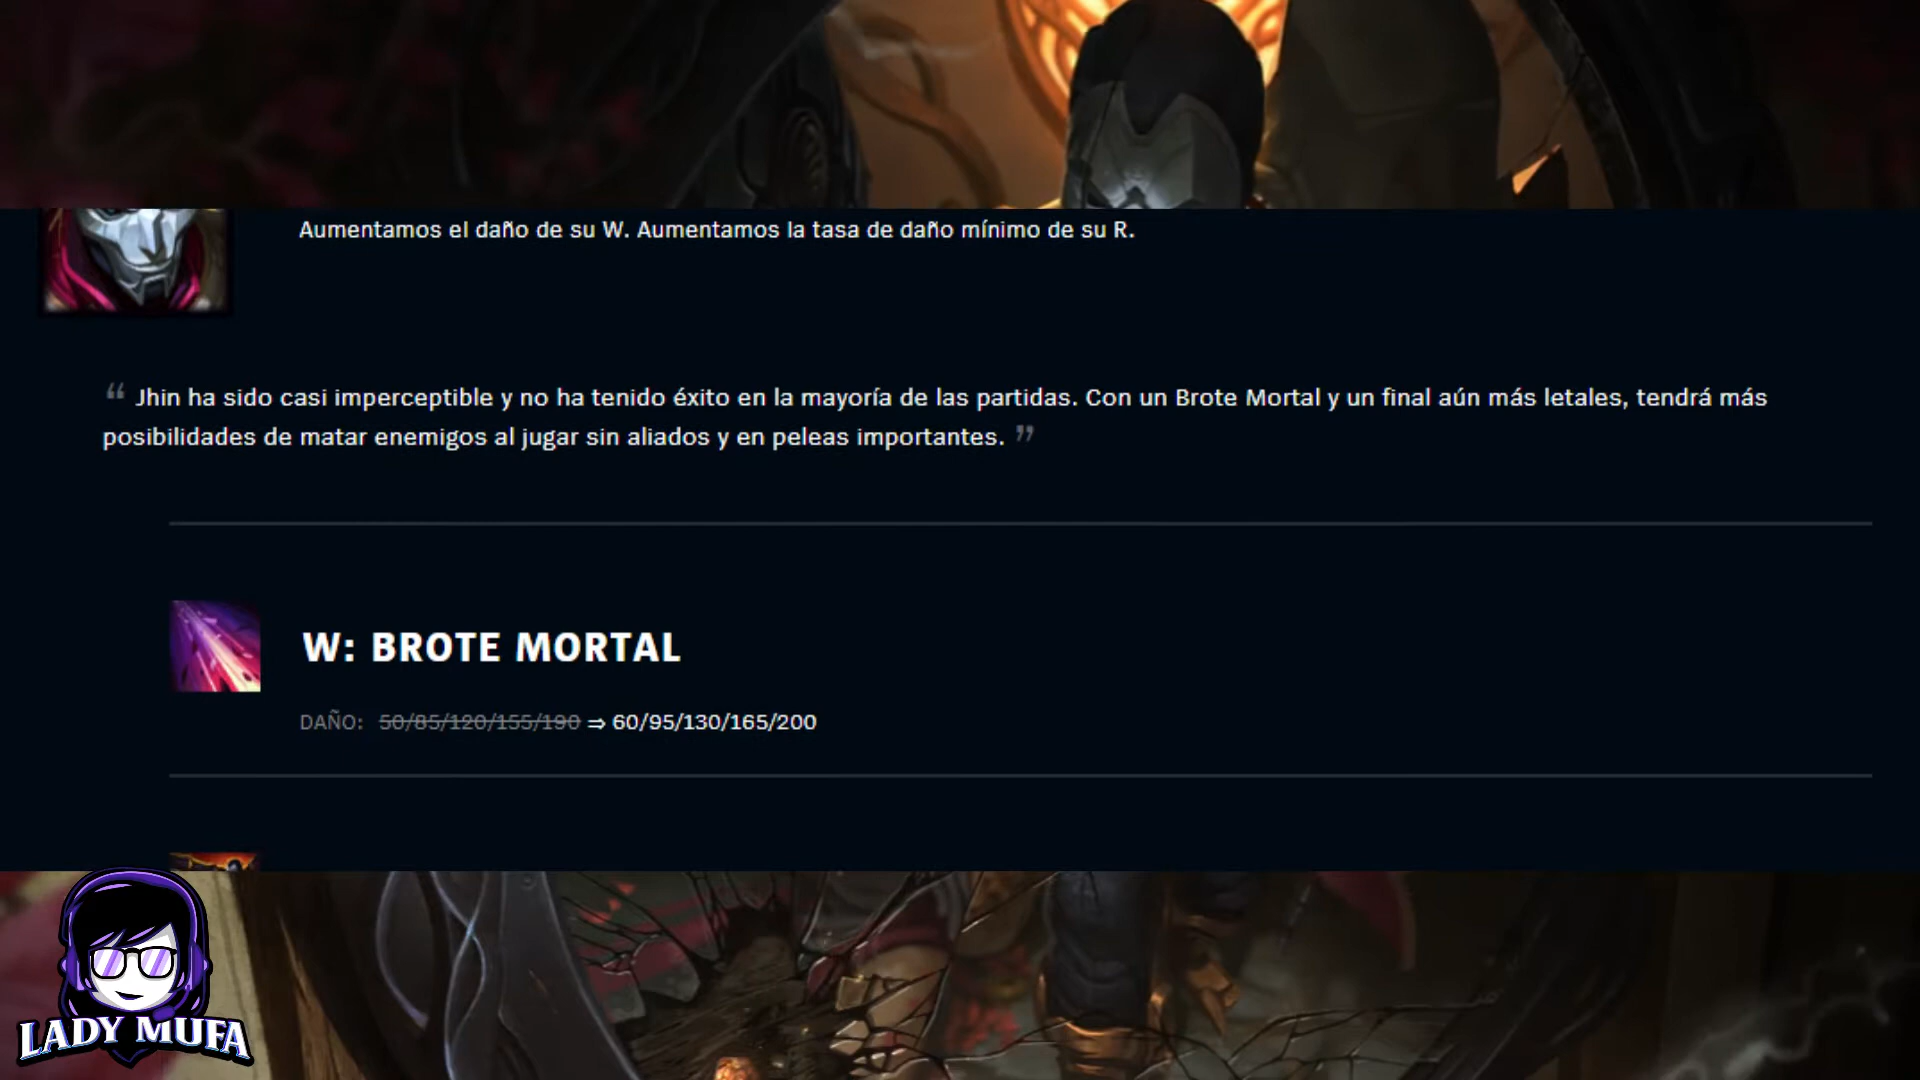 Aumentamos el daño de su W. Aumentamos la tasa de daño mínimo de su R.
“ Jhin ha sido casi imperceptible y no ha tenido éxito en la mayoría de las partidas. Con un Brote Mortal y un final aún más letales, tendrá más
posibilidades de matar enemigos al jugar sin aliados y en peleas importantes. ”
W: BROTE MORTAL
DAÑO: 50/85/120/155/190 ⇒ 60/95/130/165/200
LADY MUFA